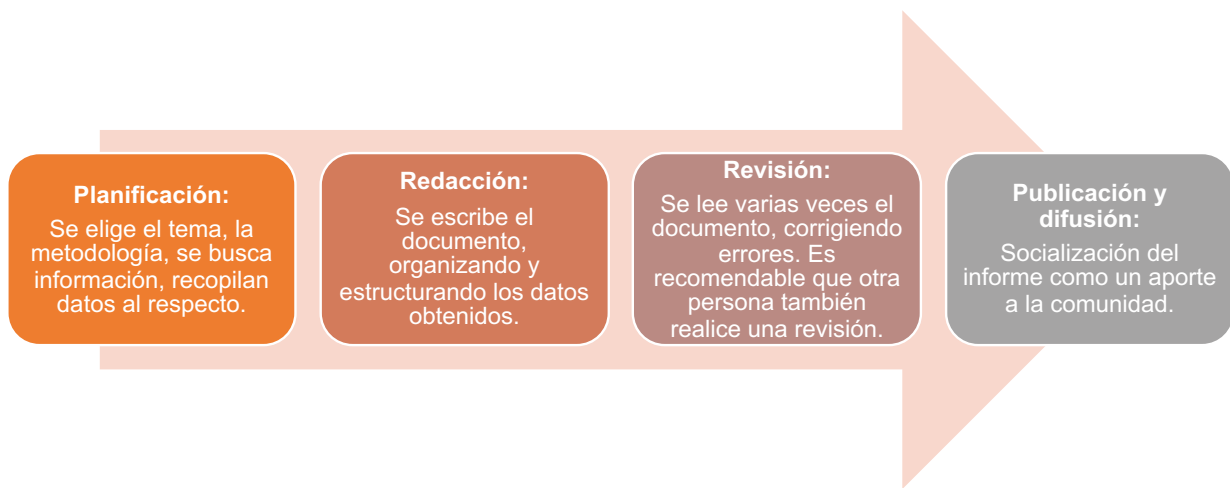 Planificación:
Se elige el tema, la
metodología, se busca
información, recopilan
datos al respecto.
Redacción:
Se escribe el
documento,
organizando y
estructurando los datos
obtenidos.
Revisión:
Se lee varias veces el
documento, corrigiendo
errores. Es
recomendable que otra
persona también
realice una revisión.
Publicación y
difusión:
Socialización del
informe como un aporte
a la comunidad.